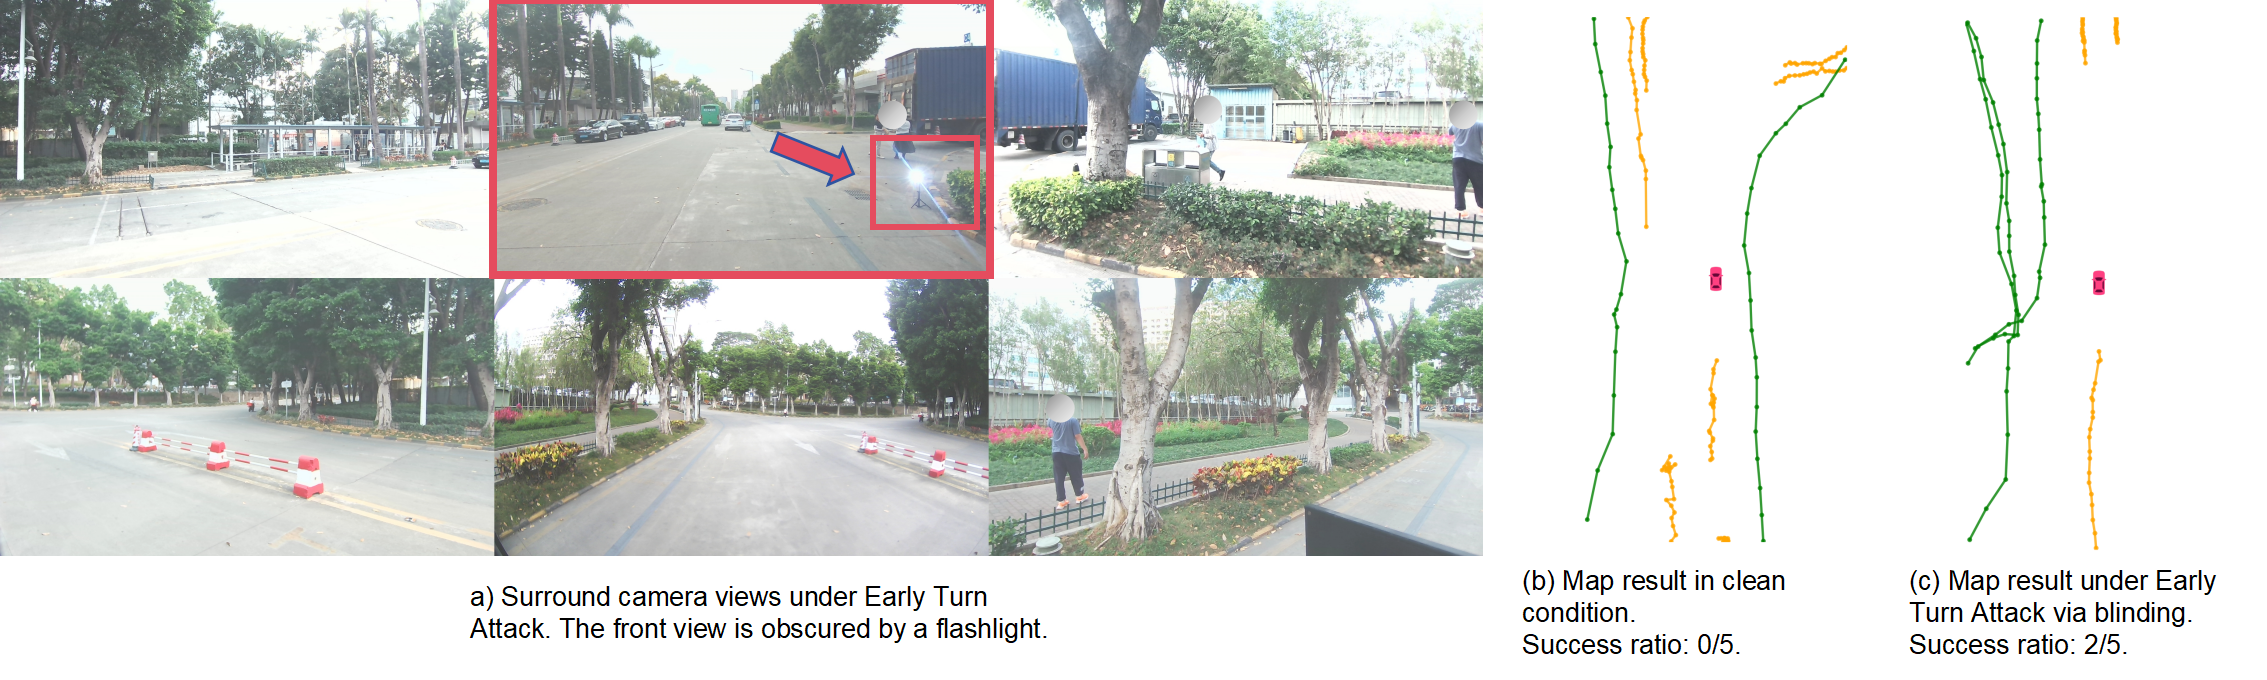 a) Surround camera views under Early Turn
Attack. The front view is obscured by a flashlight.
(b) Map result in clean
condition.
Success ratio: 0/5.
(c) Map result under Early
Turn Attack via blinding.
Success ratio: 2/5.